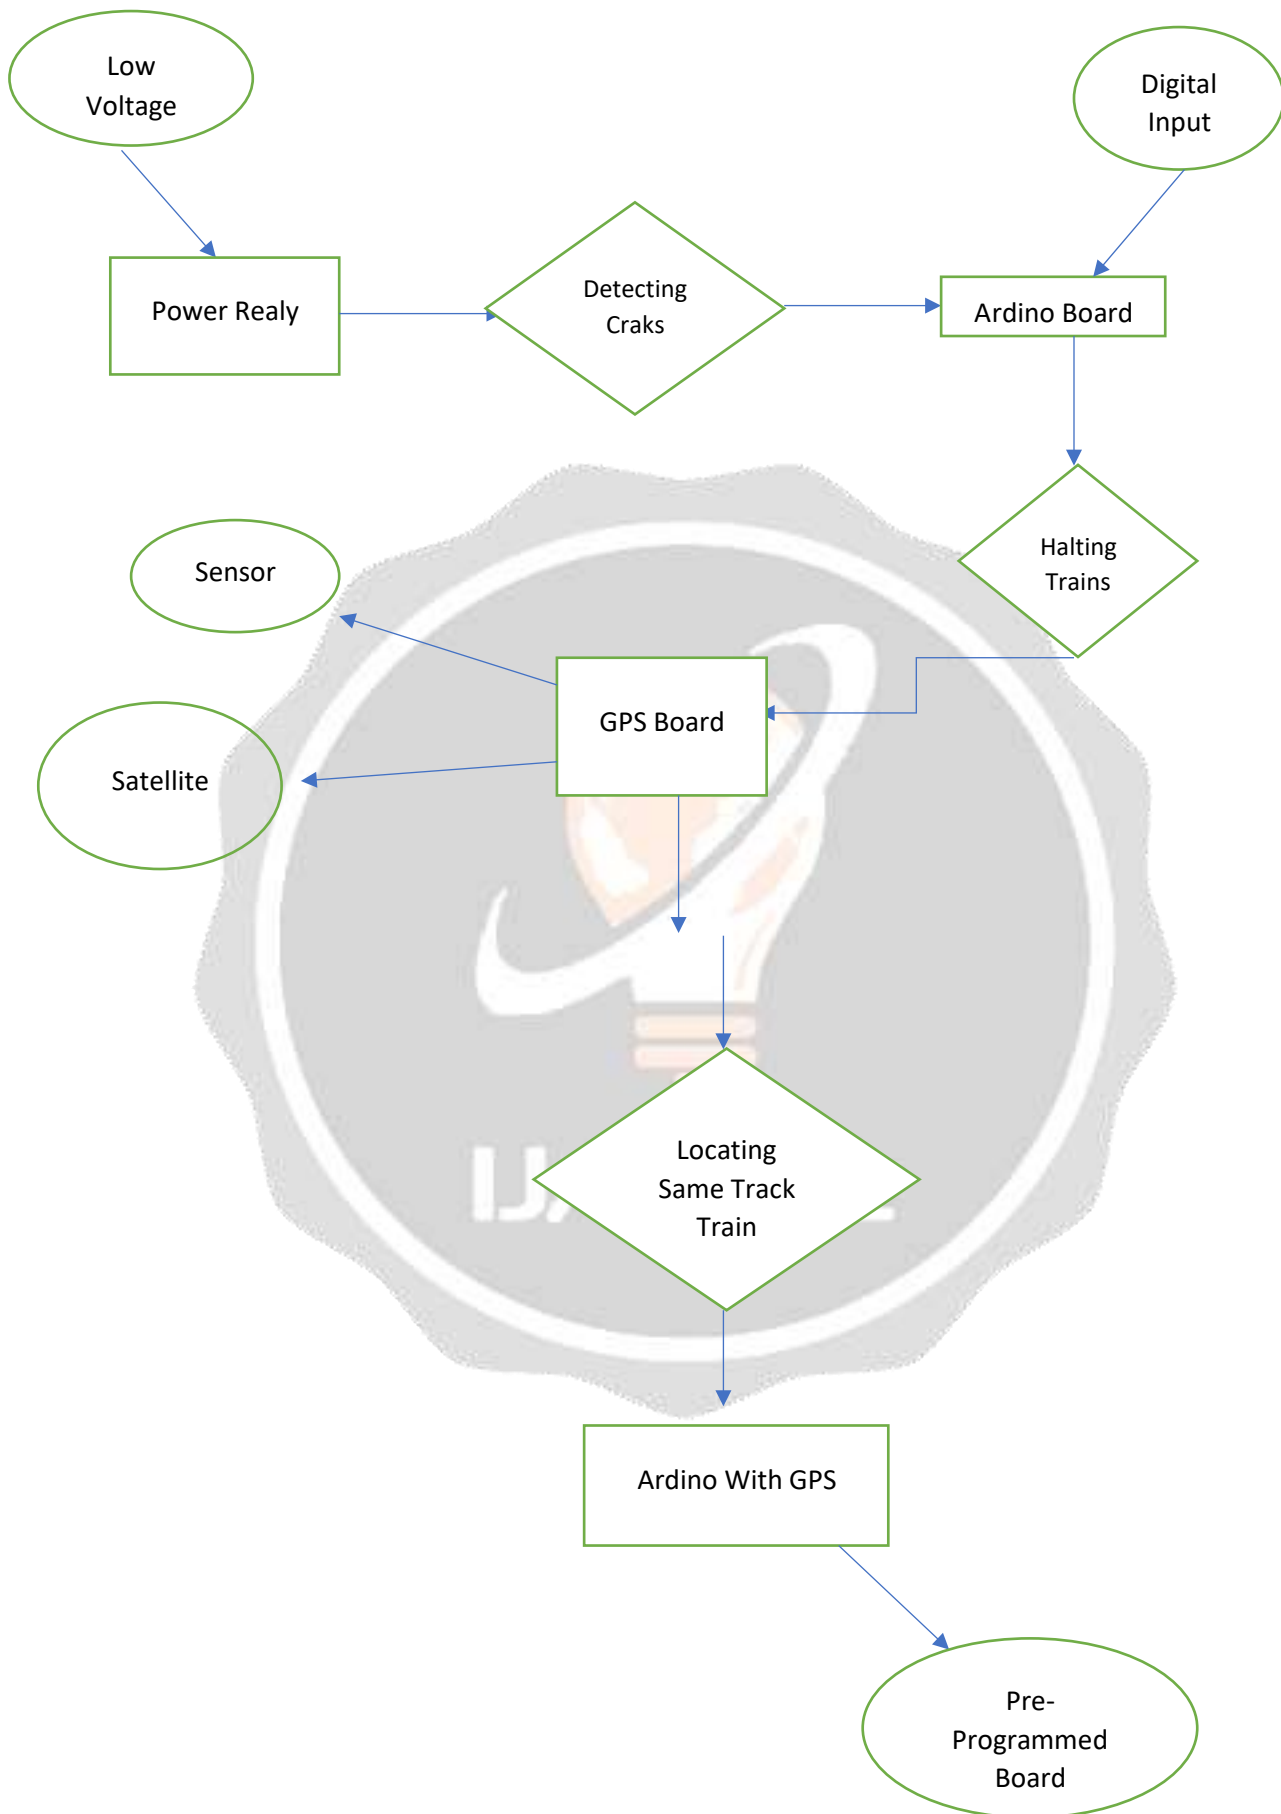 Low
Voltage
Digital
Input
Power Realy
Detecting
Craks
Ardino Board
Halting
Trains
Sensor
GPS Board
Satellite
Locating
Same Track
Train
Ardino With GPS
Pre-
Programmed
Board